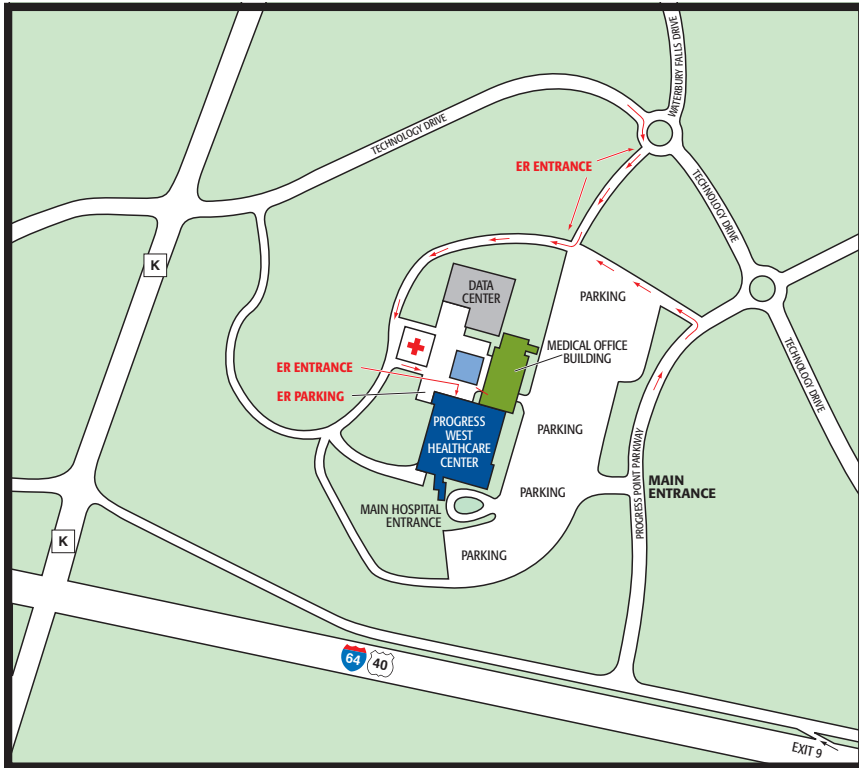 WATERBURY FALLS DRIVE
TECHNOLOGY DRIVE
ER ENTRANCE
TECHNOLOGY DRIVE
K
DATA
CENTER
PARKING
MEDICAL OFFICE
BUILDING
TECHNOLOGY DRIVE
ER ENTRANCE
ER PARKING
PROGRESS
WEST
HEALTHCARE
CENTER
PARKING
PROGRESS POINT PARKWAY
MAIN
ENTRANCE
PARKING
MAIN HOSPITAL
ENTRANCE
K
PARKING
64
40
EXIT 9